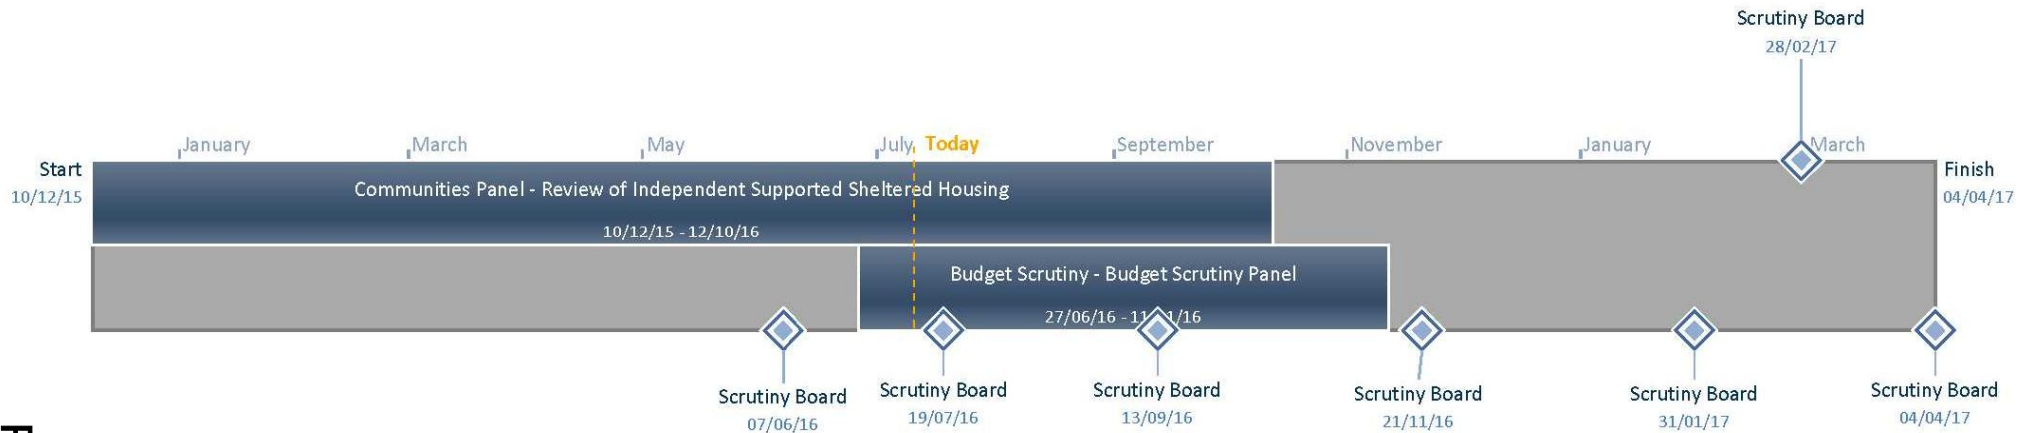 Scrutiny Board
28/02/17
January
March
May
July
Today
September
November
January
March
Start
10/12/15
Communities Panel - Review of Independent Supported Sheltered Housing
10/12/15 - 12/10/16
Finish
04/04/17
Budget Scrutiny - Budget Scrutiny Panel
27/06/16 -
Scrutiny Board
07/06/16
Scrutiny Board
19/07/16
Scrutiny Board
13/09/16
Scrutiny Board
21/11/16
Scrutiny Board
31/01/17
Scrutiny Board
04/04/17